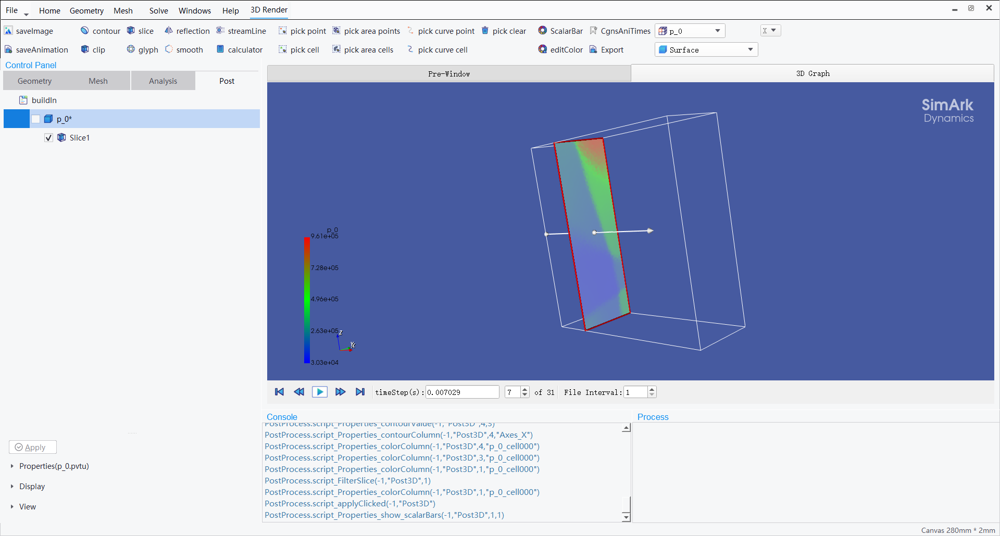 File Home Geometry Mesh Solve Windows Help 3D Render
saveImage contour slice reflection streamLine pick point pick area points pick curve point pick clear ScalarBar CgnsAniTimes p_0 X
saveAnimation clip glyph smooth calculator pick cell pick area cells pick curve cell editColor Export Surface
Control Panel
Geometry Mesh Analysis Post
Pre-Window 3D Graph
buildIn
p_0*
Slice1
SimArk
Dynamics
p_0
9.61e+05
7.28e+05
4.96e+05
2.63e+05
3.03e+04
Z
X
timeStep(s): 0.007029 7 of 31 File Interval: 1
Console
Process
PostProcess.script_Properties_contourValue(-1,"Post3D",4,5)
PostProcess.script_Properties_contourColumn(-1,"Post3D",4,"Axes_X")
PostProcess.script_Properties_colorColumn(-1,"Post3D",4,"p_0_cell000")
PostProcess.script_Properties_colorColumn(-1,"Post3D",3,"p_0_cell000")
PostProcess.script_Properties_colorColumn(-1,"Post3D",1,"p_0_cell000")
PostProcess.script_FilterSlice(-1,"Post3D",1)
PostProcess.script_Properties_colorColumn(-1,"Post3D",1,"p_0_cell000")
PostProcess.script_applyClicked(-1,"Post3D")
PostProcess.script_Properties_show_scalarBars(-1,"Post3D",1,1)
Apply
Properties(p_0.pvtu)
Display
View
Canvas 280mm * 2mm